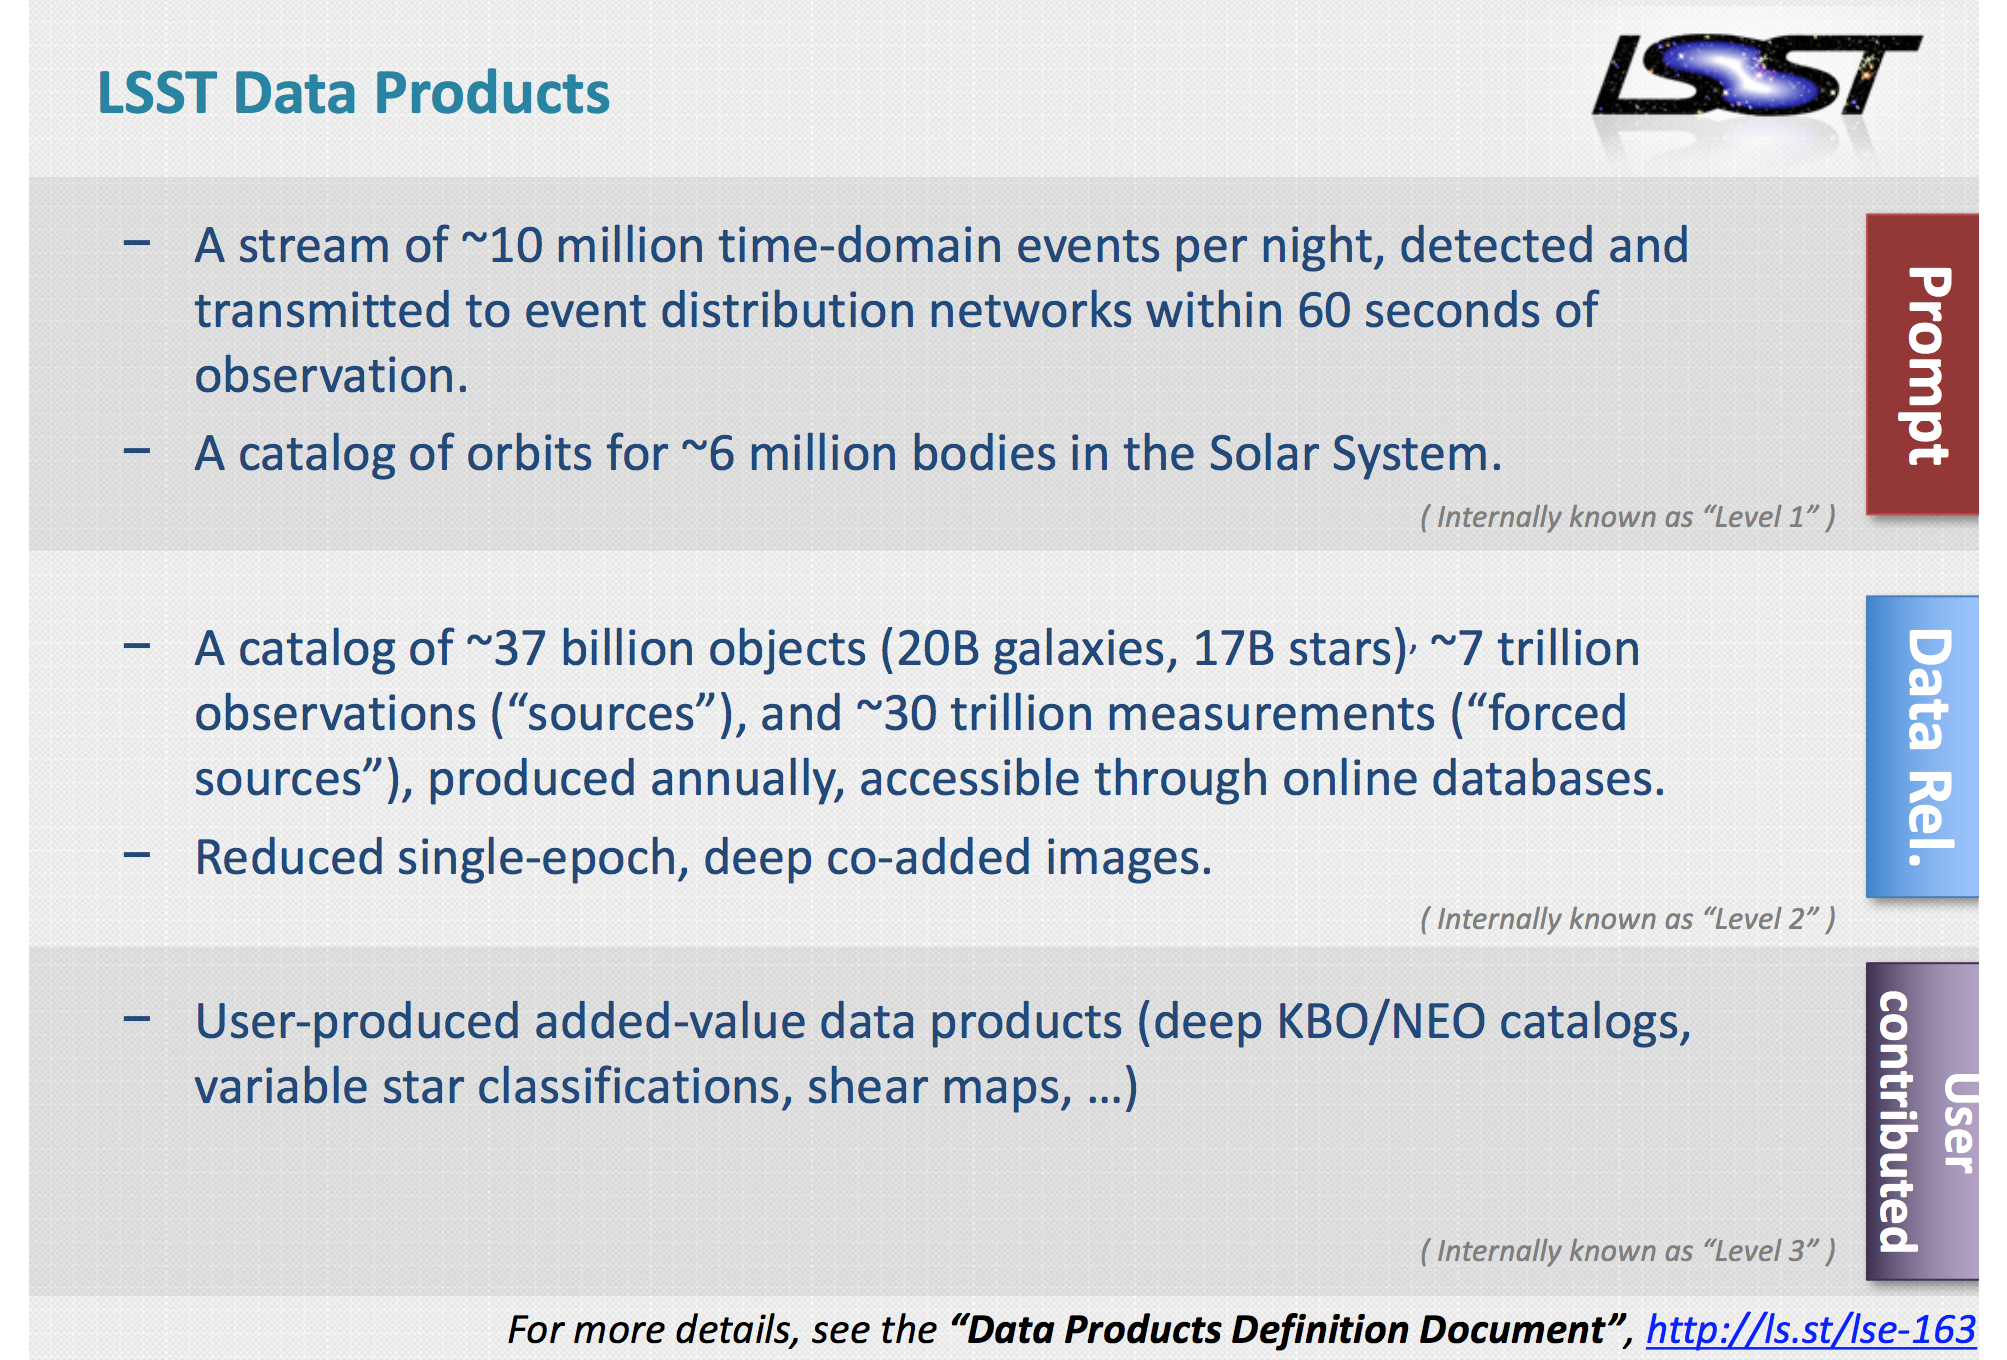 LSST Data Products
LSST
– A stream of ~10 million time-domain events per night, detected and
transmitted to event distribution networks within 60 seconds of
observation.
– A catalog of orbits for ~6 million bodies in the Solar System.
( Internally known as “Level 1” )
Prompt
– A catalog of ~37 billion objects (20B galaxies, 17B stars), ~7 trillion
observations (“sources”), and ~30 trillion measurements (“forced
sources”), produced annually, accessible through online databases.
– Reduced single-epoch, deep co-added images.
( Internally known as “Level 2” )
Data Rel.
– User-produced added-value data products (deep KBO/NEO catalogs,
variable star classifications, shear maps, …)
( Internally known as “Level 3” )
User
contributed
For more details, see the “Data Products Definition Document”, http://ls.st/lse-163